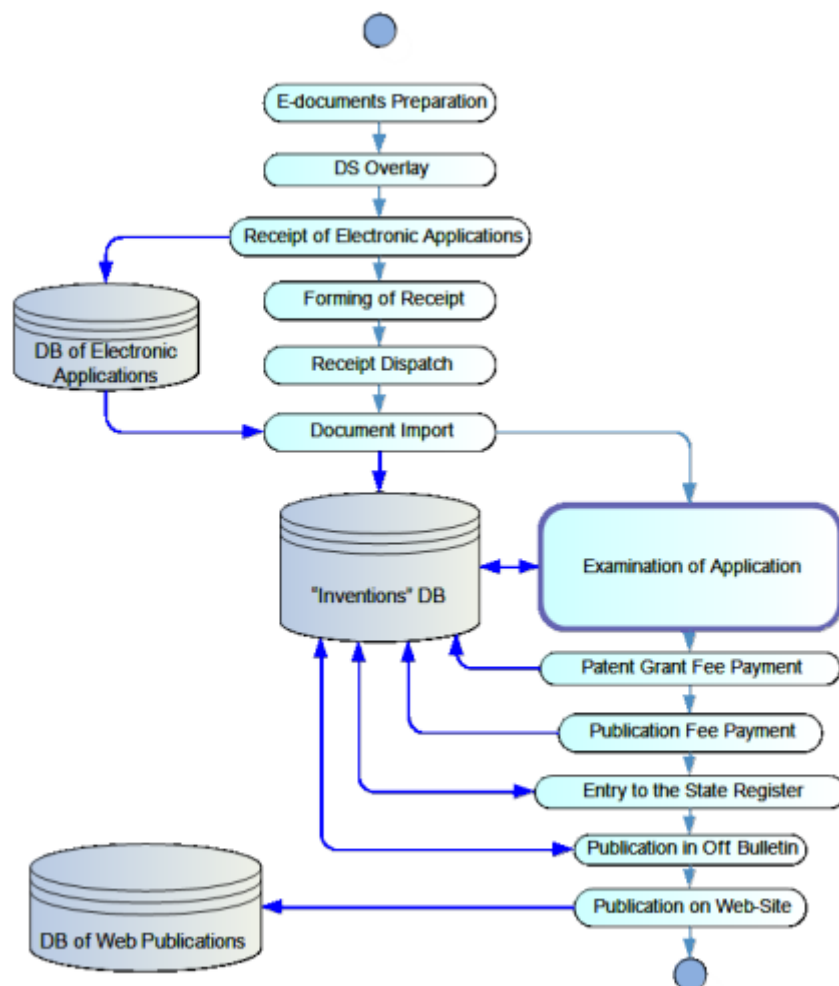 E-documents Preparation
DS Overlay
Receipt of Electronic Applications
Forming of Receipt
DB of Electronic
Applications
Receipt Dispatch
Document Import
"Inventions" DB
Examination of Application
Patent Grant Fee Payment
Publication Fee Payment
Entry to the State Register
Publication in Off Bulletin
Publication on Web-Site
DB of Web Publications